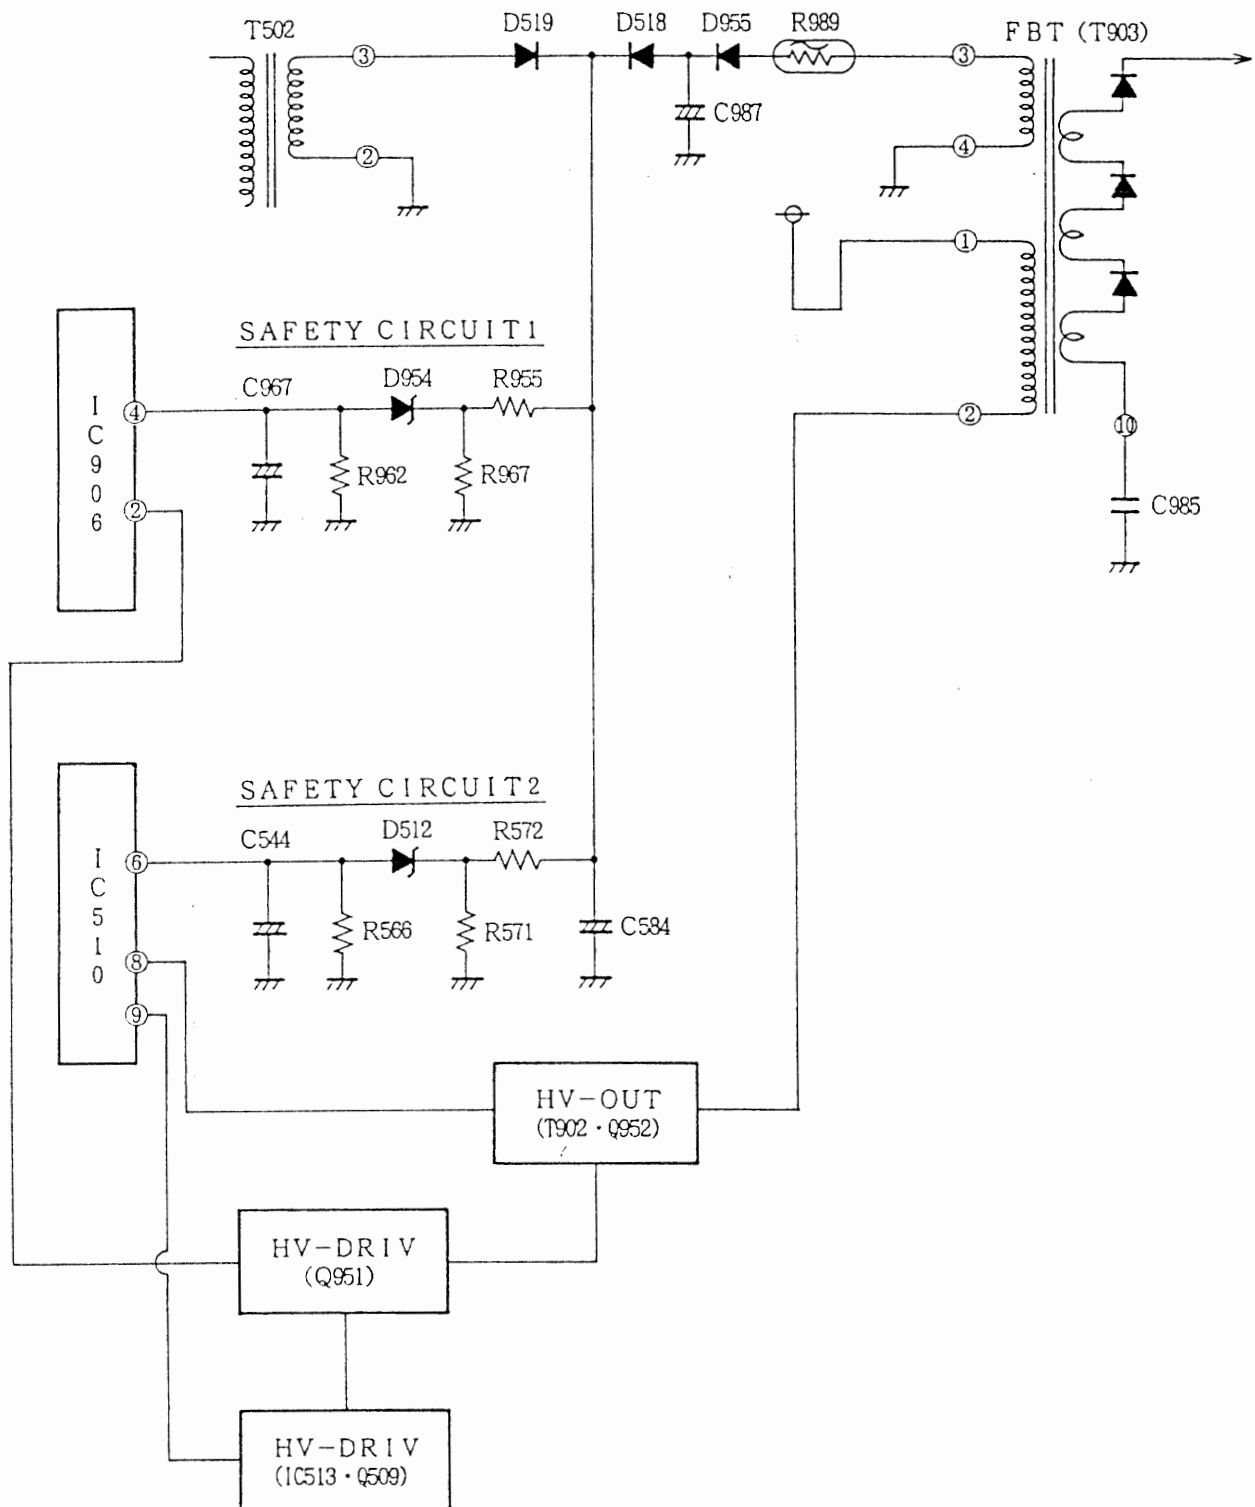 T502
D519
D518
D955
R989
FBT (T903)
③
③
C987
②
④
①
SAFETY CIRCUIT1
C967
D954
R955
IC906
④
②
R962
R967
②
⑩
C985
SAFETY CIRCUIT2
C544
D512
R572
IC510
⑥
R566
R571
C584
⑧
⑨
HV-OUT
(T902・Q952)
HV-DRIV
(Q951)
HV-DRIV
(IC513・Q509)